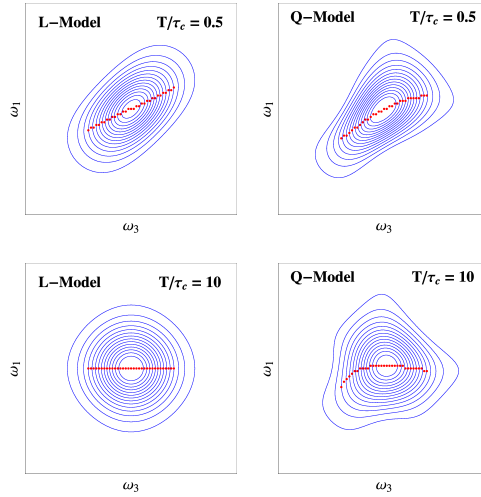 L−Model T/τc = 0.5
ω1
ω3
Q−Model T/τc = 0.5
ω1
ω3
L−Model T/τc = 10
ω1
ω3
Q−Model T/τc = 10
ω1
ω3